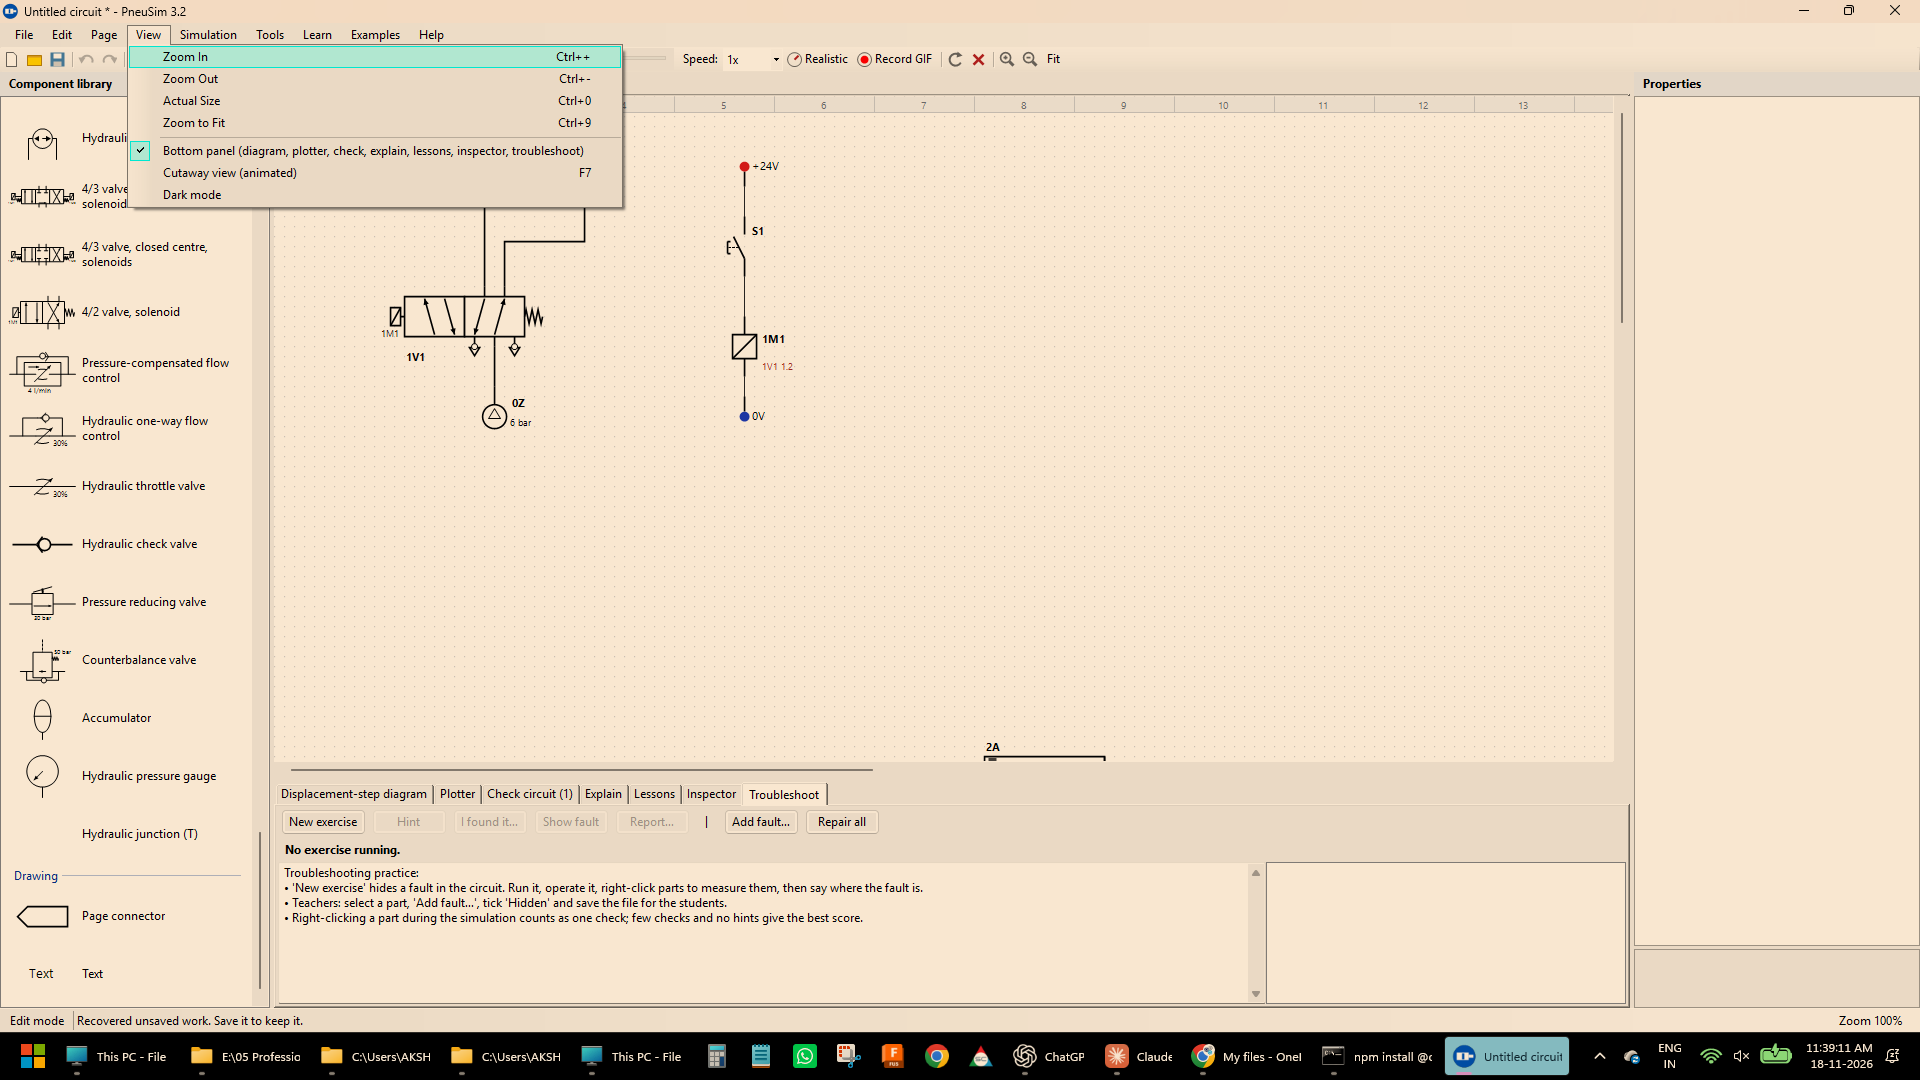 Untitled circuit * - PneuSim 3.2
File Edit Page View Simulation Tools Learn Examples Help
Zoom In Ctrl++
Zoom Out Ctrl+-
Actual Size Ctrl+0
Zoom to Fit Ctrl+9
Bottom panel (diagram, plotter, check, explain, lessons, inspector, troubleshoot)
Cutaway view (animated) F7
Dark mode
Speed: 1x Realistic Record GIF Fit
Component library
Properties
5 6 7 8 9 10 11 12 13
4/3 valve
solenoid
4/3 valve, closed centre,
solenoids
4/2 valve, solenoid
1M1
Pressure-compensated flow
control
4 l/min
Hydraulic one-way flow
control
30%
Hydraulic throttle valve
30%
Hydraulic check valve
Pressure reducing valve
Counterbalance valve
Accumulator
Hydraulic pressure gauge
Hydraulic junction (T)
Drawing
Page connector
Text Text
+24V
S1
1M1
1V1 1.2
0V
1M1
1V1
0Z
6 bar
2A
Displacement-step diagram Plotter Check circuit (1) Explain Lessons Inspector Troubleshoot
New exercise Hint I found it... Show fault Report... | Add fault... Repair all
No exercise running.
Troubleshooting practice:
• 'New exercise' hides a fault in the circuit. Run it, operate it, right-click parts to measure them, then say where the fault is.
• Teachers: select a part, 'Add fault...', tick 'Hidden' and save the file for the students.
• Right-clicking a part during the simulation counts as one check; few checks and no hints give the best score.
Edit mode Recovered unsaved work. Save it to keep it. Zoom 100%
This PC - File E:\05 Professio C:\Users\AKSH C:\Users\AKSH This PC - File ChatGP Claude My files - OneI npm install @c Untitled circuit
ENG
IN
11:39:11 AM
18-11-2026